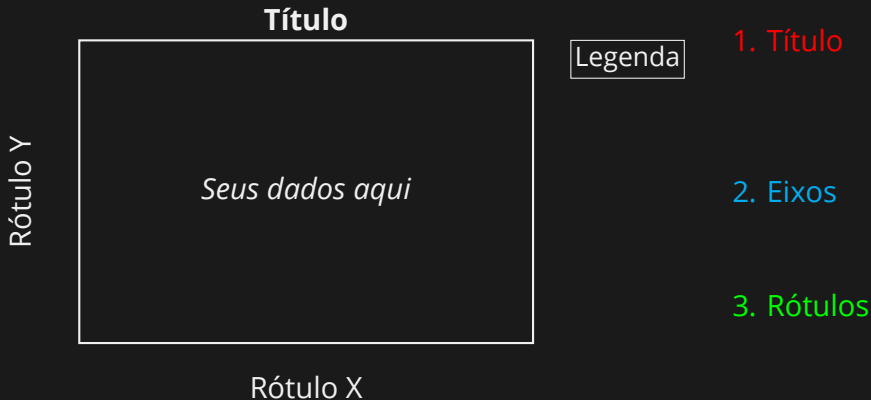 Título
Legenda
1. Título
Rótulo Y
Seus dados aqui
2. Eixos
3. Rótulos
Rótulo X